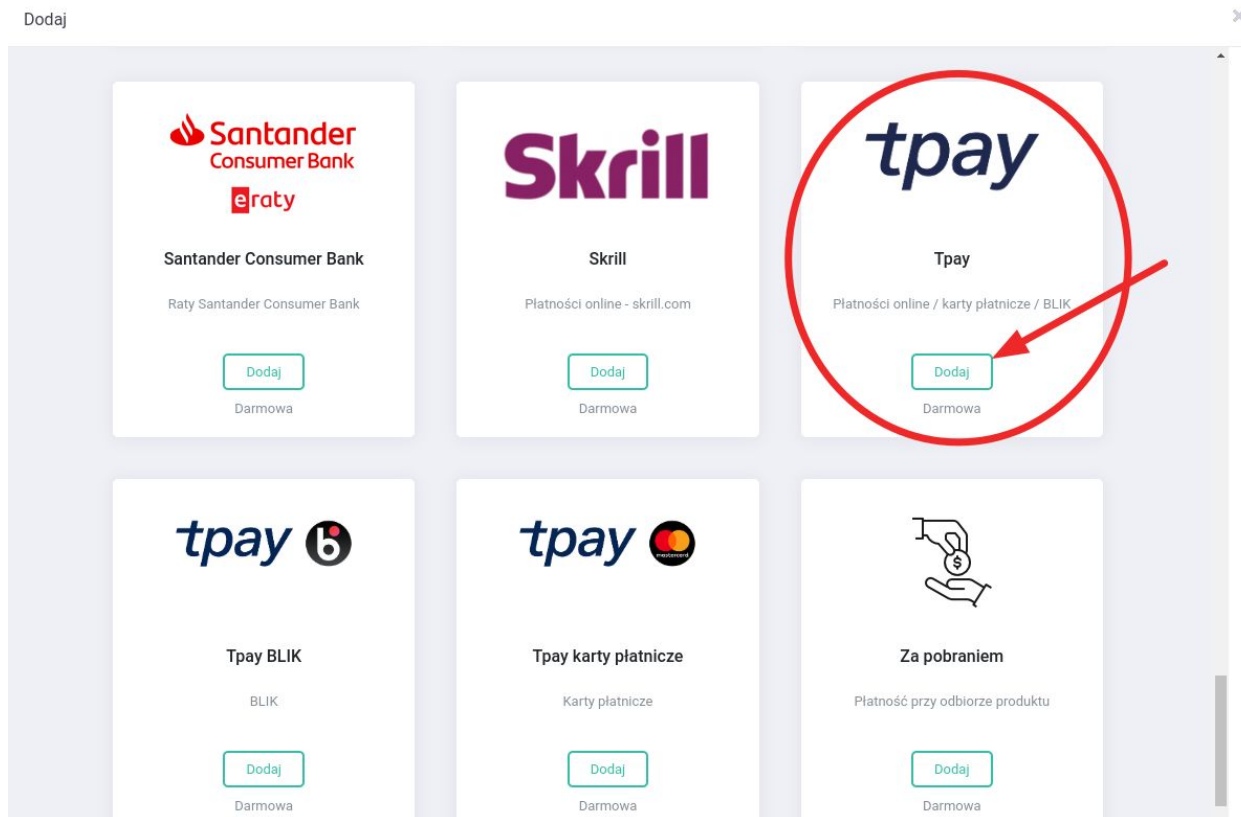 Dodaj
Santander
Consumer Bank
eraty
Santander Consumer Bank
Raty Santander Consumer Bank
Dodaj
Darmowa
Skrill
Skrill
Płatności online - skrill.com
Dodaj
Darmowa
tpay
Tpay
Płatności online / karty płatnicze / BLIK
Dodaj
Darmowa
tpay b
Tpay BLIK
BLIK
Dodaj
Darmowa
tpay mastercard
Tpay karty płatnicze
Karty płatnicze
Dodaj
Darmowa
$
Za pobraniem
Płatność przy odbiorze produktu
Dodaj
Darmowa